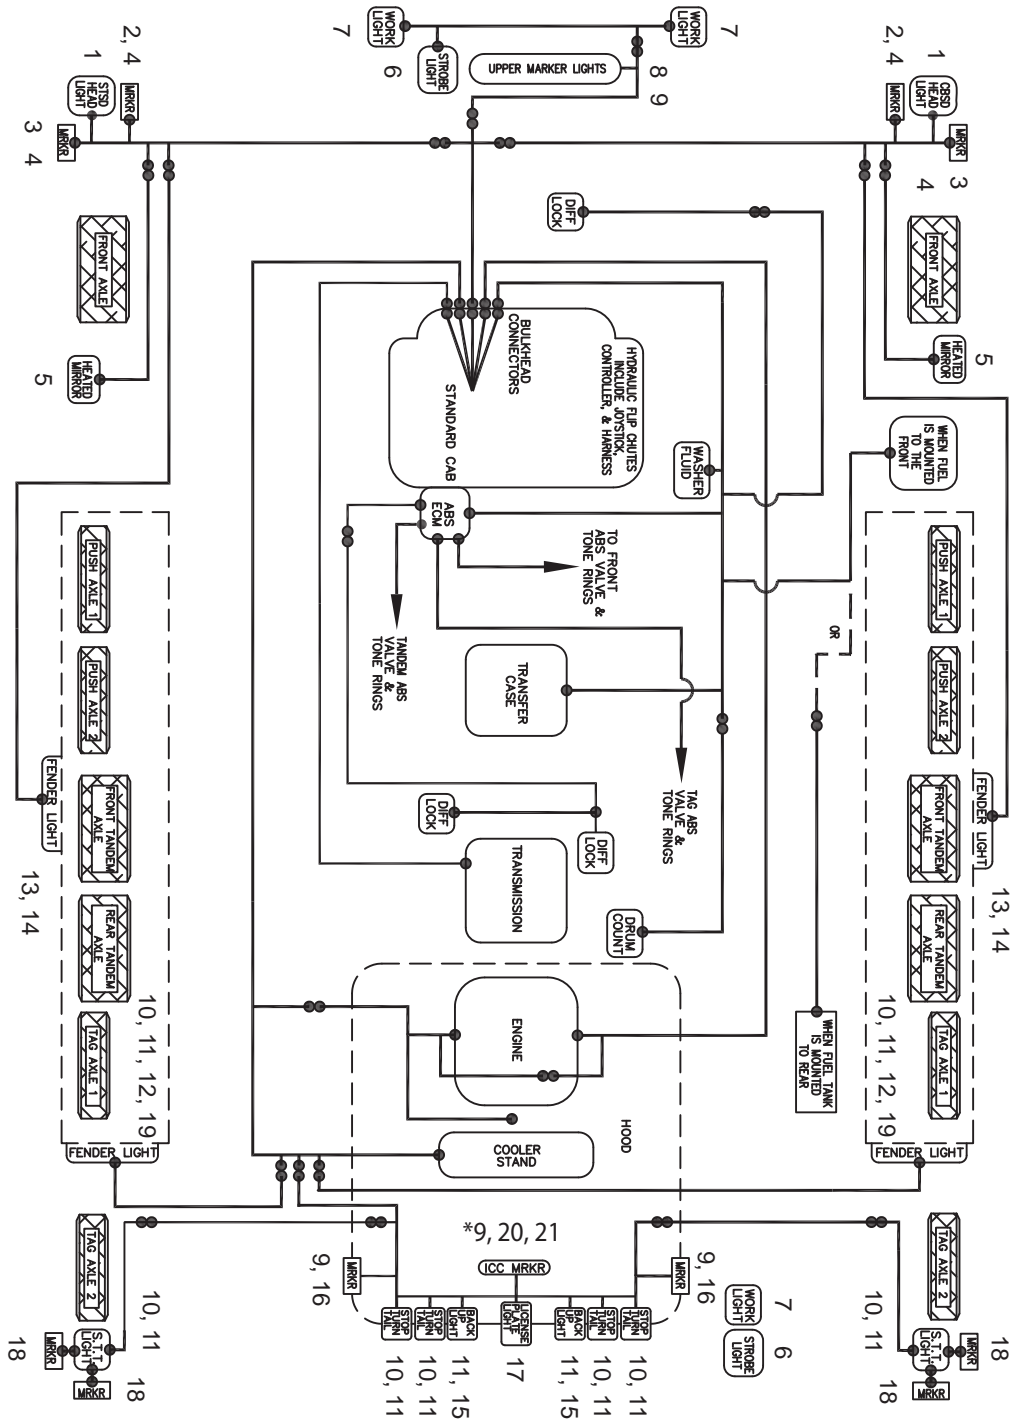 7
WORK
LIGHT
WORK
LIGHT
7
6
STROBE
LIGHT
UPPER MARKER LIGHTS
8
9
2, 4
1
STSD
HEAD
LIGHT
MRKR
3
4
MRKR
2, 4
1
MRKR
CBSD
HEAD
LIGHT
MRKR
3
4
DIFF
LOCK
FRONT AXLE
FRONT AXLE
HEATED
MIRROR
5
HEATED
MIRROR
5
BULKHEAD
CONNECTORS
STANDARD CAB
HYDRAULIC FLIP CHUTES
INCLUDE JOYSTICK,
CONTROLLER, & HARNESS
WASHER
FLUID
WHEN FUEL
IS MOUNTED
TO THE
FRONT
ABS
ECM
TO FRONT
ABS VALVE &
TONE RINGS
TANDEM ABS
VALVE &
TONE RINGS
OR
PUSH AXLE 1
PUSH AXLE 1
TRANSFER
CASE
PUSH AXLE 2
PUSH AXLE 2
TAG ABS
VALVE &
TONE RINGS
FENDER LIGHT
13, 14
FENDER LIGHT
13, 14
FRONT TANDEM
AXLE
FRONT TANDEM
AXLE
DIFF
LOCK
DIFF
LOCK
TRANSMISSION
DRUM
COUNT
REAR TANDEM
AXLE
REAR TANDEM
AXLE
10, 11, 12, 19
10, 11, 12, 19
ENGINE
WHEN FUEL TANK
IS MOUNTED
TO REAR
TAG AXLE 1
TAG AXLE 1
HOOD
COOLER
STAND
FENDER LIGHT
FENDER LIGHT
*9, 20, 21
TAG AXLE 2
TAG AXLE 2
ICC MRKR
9, 16
MRKR
MRKR
9, 16
7
WORK
LIGHT
STROBE
LIGHT
6
10, 11
10, 11
STOP
TURN
TAIL
STOP
TURN
TAIL
BACK
UP
LIGHT
LICENSE
PLATE
LIGHT
BACK
UP
LIGHT
STOP
TURN
TAIL
STOP
TURN
TAIL
10, 11
10, 11
11, 15
17
11, 15
10, 11
10, 11
S.T.T.
LIGHT
MRKR
18
MRKR
18
S.T.T.
LIGHT
MRKR
18
MRKR
18